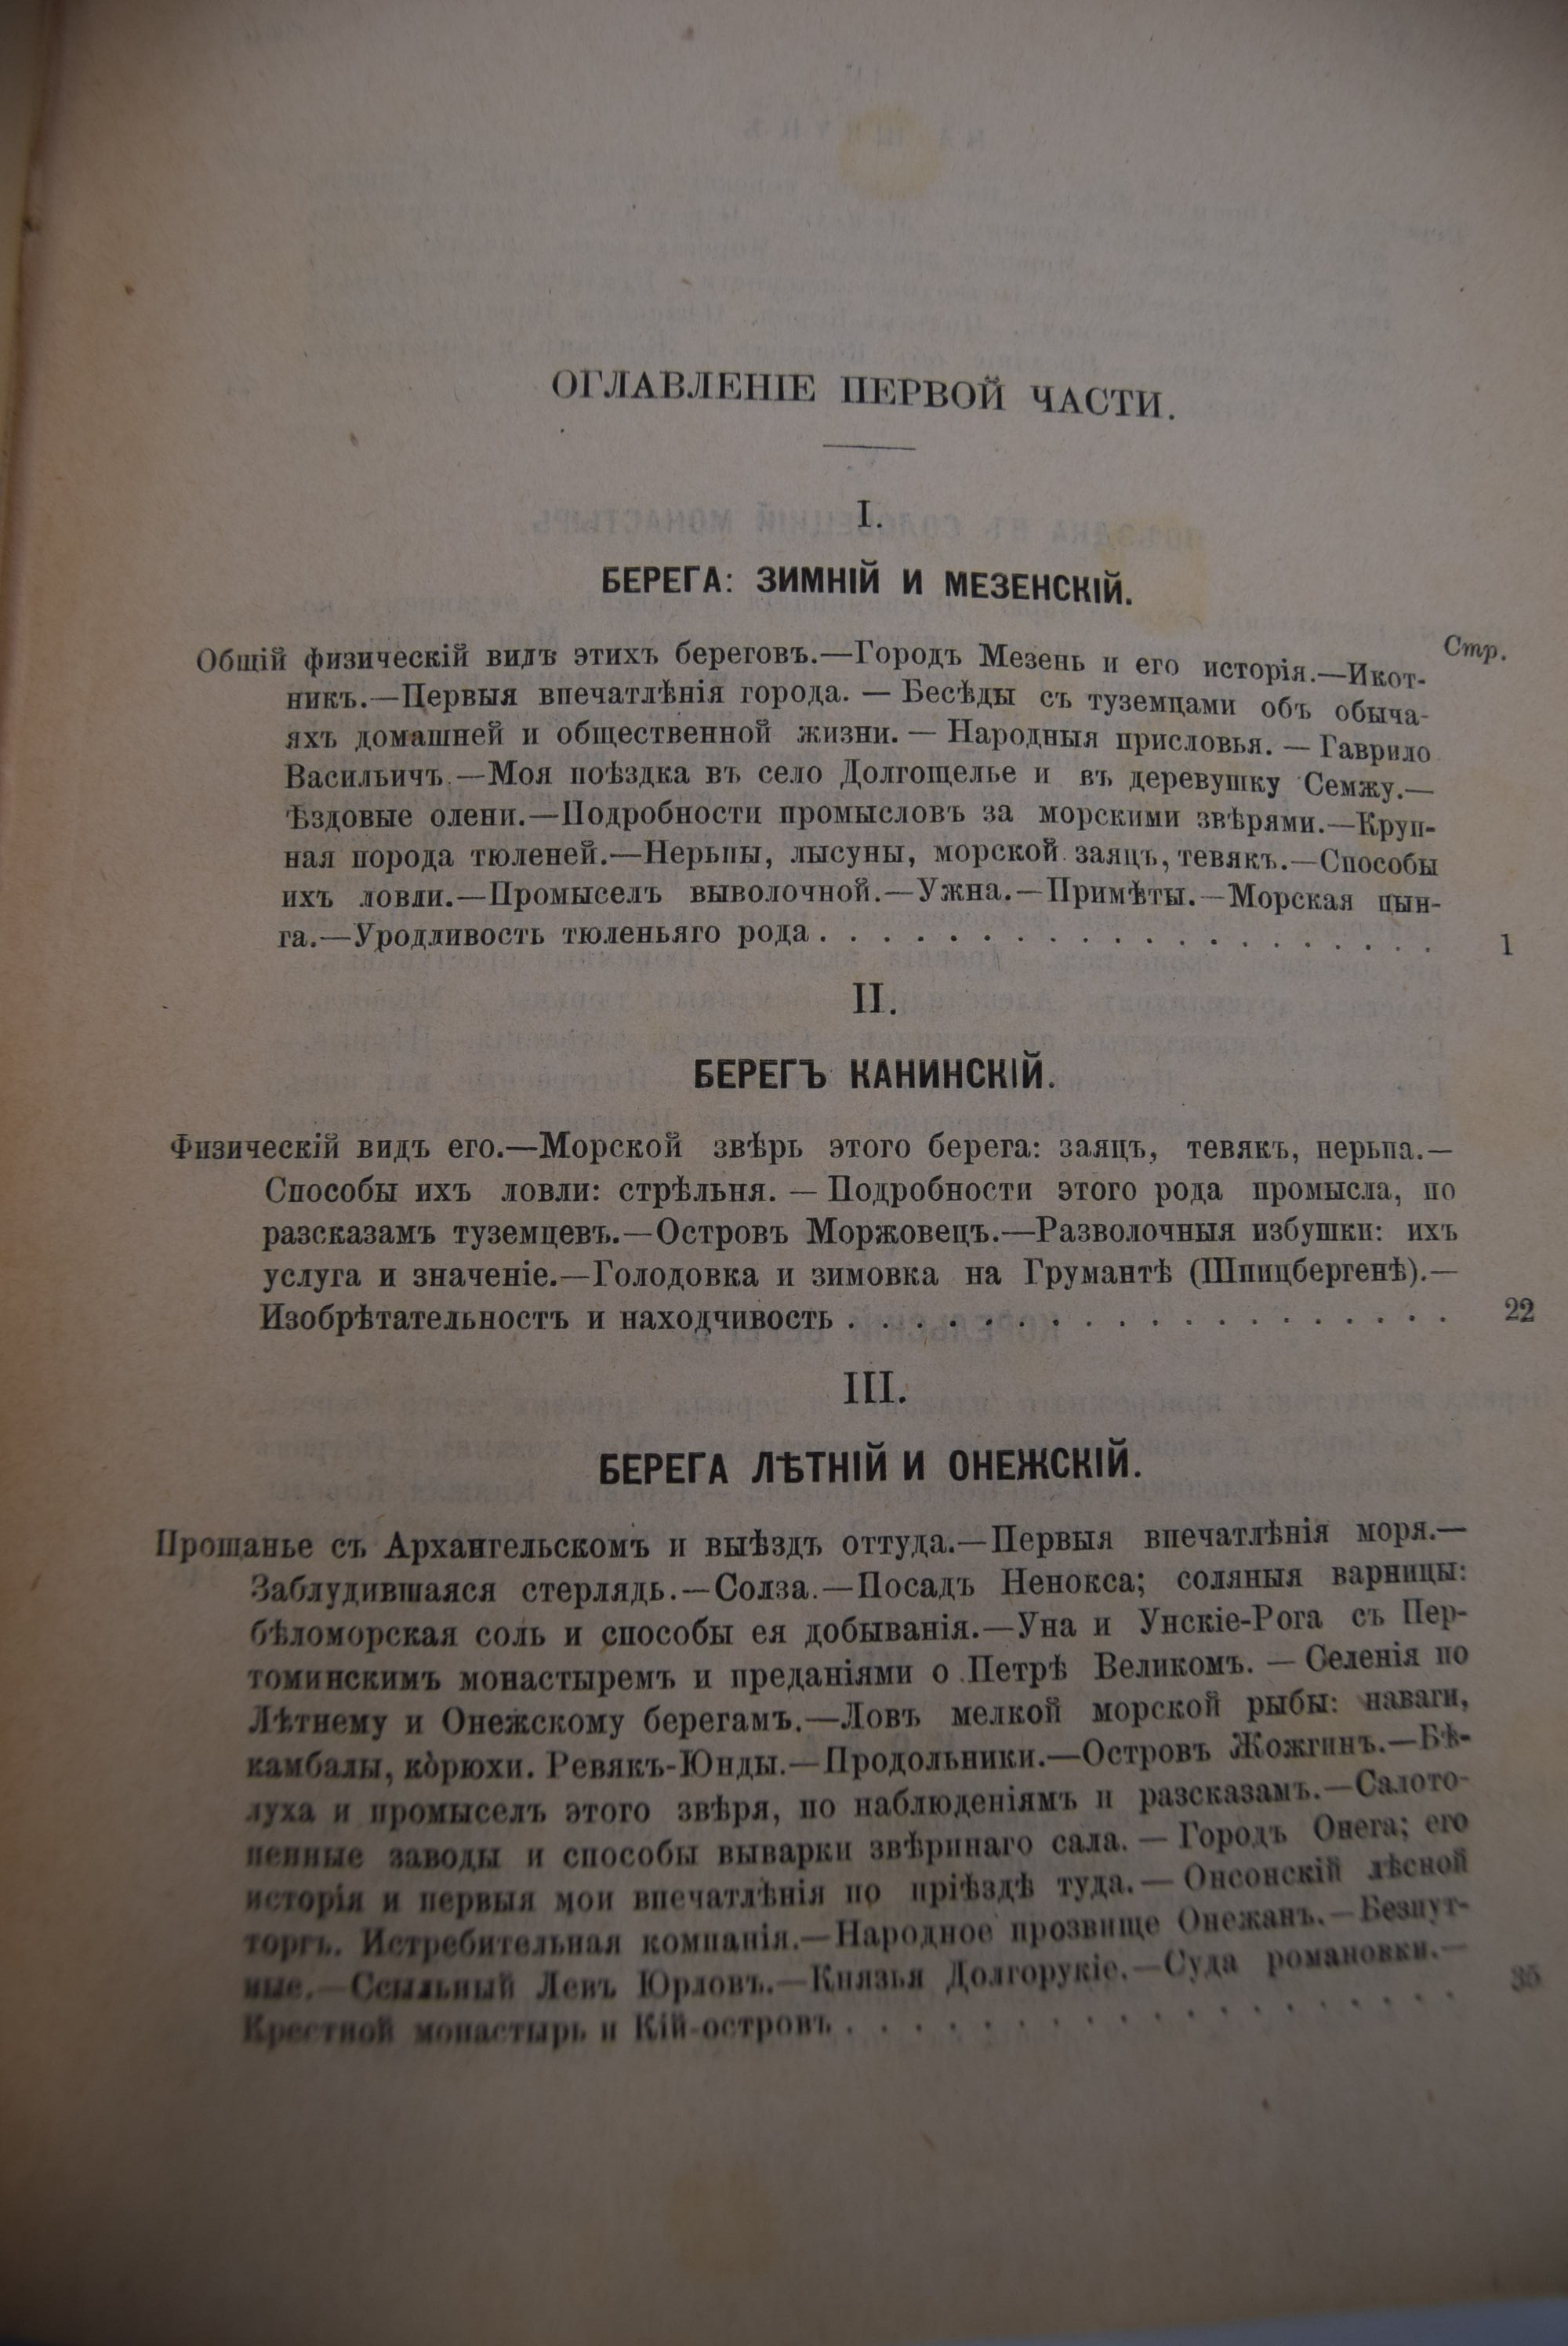 ОГЛАВЛЕНІЕ ПЕРВОЙ ЧАСТИ.
I.
БЕРЕГА: ЗИМНІЙ И МЕЗЕНСКІЙ.
Стр.
Общій физическій видъ этихъ береговъ.—Городъ Мезень и его исторія.—Икот-
никъ.—Первыя впечатлѣнія города. — Бесѣды съ туземцами объ обыча-
яхъ домашней и общественной жизни. — Народныя присловья. — Гаврило
Васильичъ.—Моя поѣздка въ село Долгощелье и въ деревушку Семжу.—
Ѣздовые олени.—Подробности промысловъ за морскими звѣрями.—Круп-
ная порода тюленей.—Нерьпы, лысуны, морской заяцъ, тевякъ.—Способы
ихъ ловли.—Промыселъ выволочной.—Ужна.—Примѣты.—Морская цын-
га.—Уродливость тюленьяго рода . . . . . . . . . . . . . . . . . . . 1
II.
БЕРЕГЪ КАНИНСКІЙ.
Физическій видъ его.—Морской звѣрь этого берега: заяцъ, тевякъ, нерьпа.—
Способы ихъ ловли: стрѣльня. — Подробности этого рода промысла, по
разсказамъ туземцевъ.—Островъ Моржовецъ.—Разволочныя избушки: ихъ
услуга и значеніе.—Голодовка и зимовка на Грумантѣ (Шпицбергенѣ).—
Изобрѣтательность и находчивость . . . . . . . . . . . . . . . . . . . 22
III.
БЕРЕГА ЛѢТНІЙ И ОНЕЖСКІЙ.
Прощанье съ Архангельскомъ и выѣздъ оттуда.—Первыя впечатлѣнія моря.—
Заблудившаяся стерлядь.—Солза.—Посадъ Ненокса; соляныя варницы:
бѣломорская соль и способы ея добыванія.—Уна и Унскіе-Рога съ Пер-
томинскимъ монастыремъ и преданіями о Петрѣ Великомъ. — Селенія по
Лѣтнему и Онежскому берегамъ.—Ловъ мелкой морской рыбы: наваги,
камбалы, корюхи. Ревякъ-Юнды.—Продольники.—Островъ Жожгинъ.—Бѣ-
луха и промыселъ этого звѣря, по наблюденіямъ и разсказамъ.—Салото-
пенные заводы и способы выварки звѣринаго сала. — Городъ Онега; его
исторія и первыя мои впечатлѣнія по пріѣздѣ туда. — Онсонскій лѣсной
торгъ. Истребительная компанія.—Народное прозвище Онежанъ.—Безпут-
ные.—Ссыльный Левъ Юрловъ.—Князья Долгорукіе.—Суда романовки.—
Крестной монастырь и Кій-островъ . . . . . . . . . . . . . . . . . . . 35